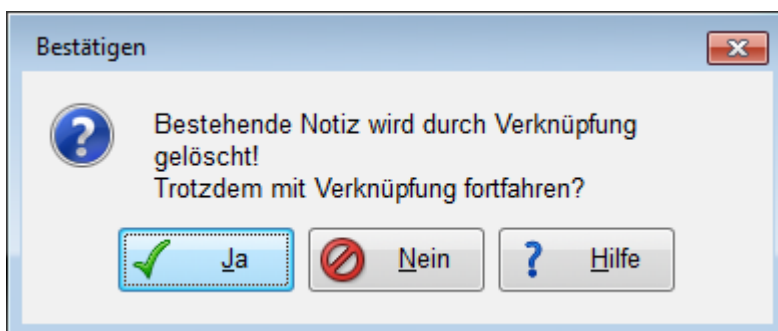 Bestätigen
Bestehende Notiz wird durch Verknüpfung
gelöscht!
Trotzdem mit Verknüpfung fortfahren?
Ja Nein Hilfe